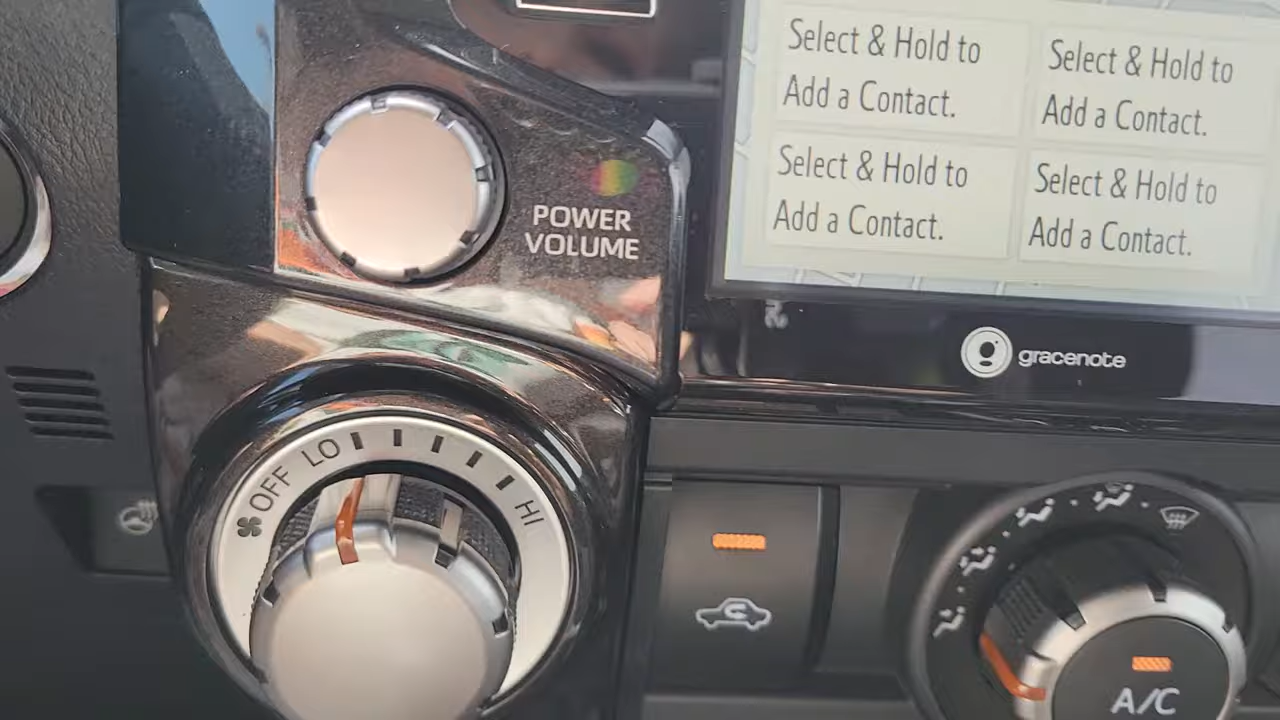 Select & Hold to
Add a Contact.
Select & Hold to
Add a Contact.
Select & Hold to
Add a Contact.
Select & Hold to
Add a Contact.
POWER
VOLUME
gracenote
OFF LO HI
A/C